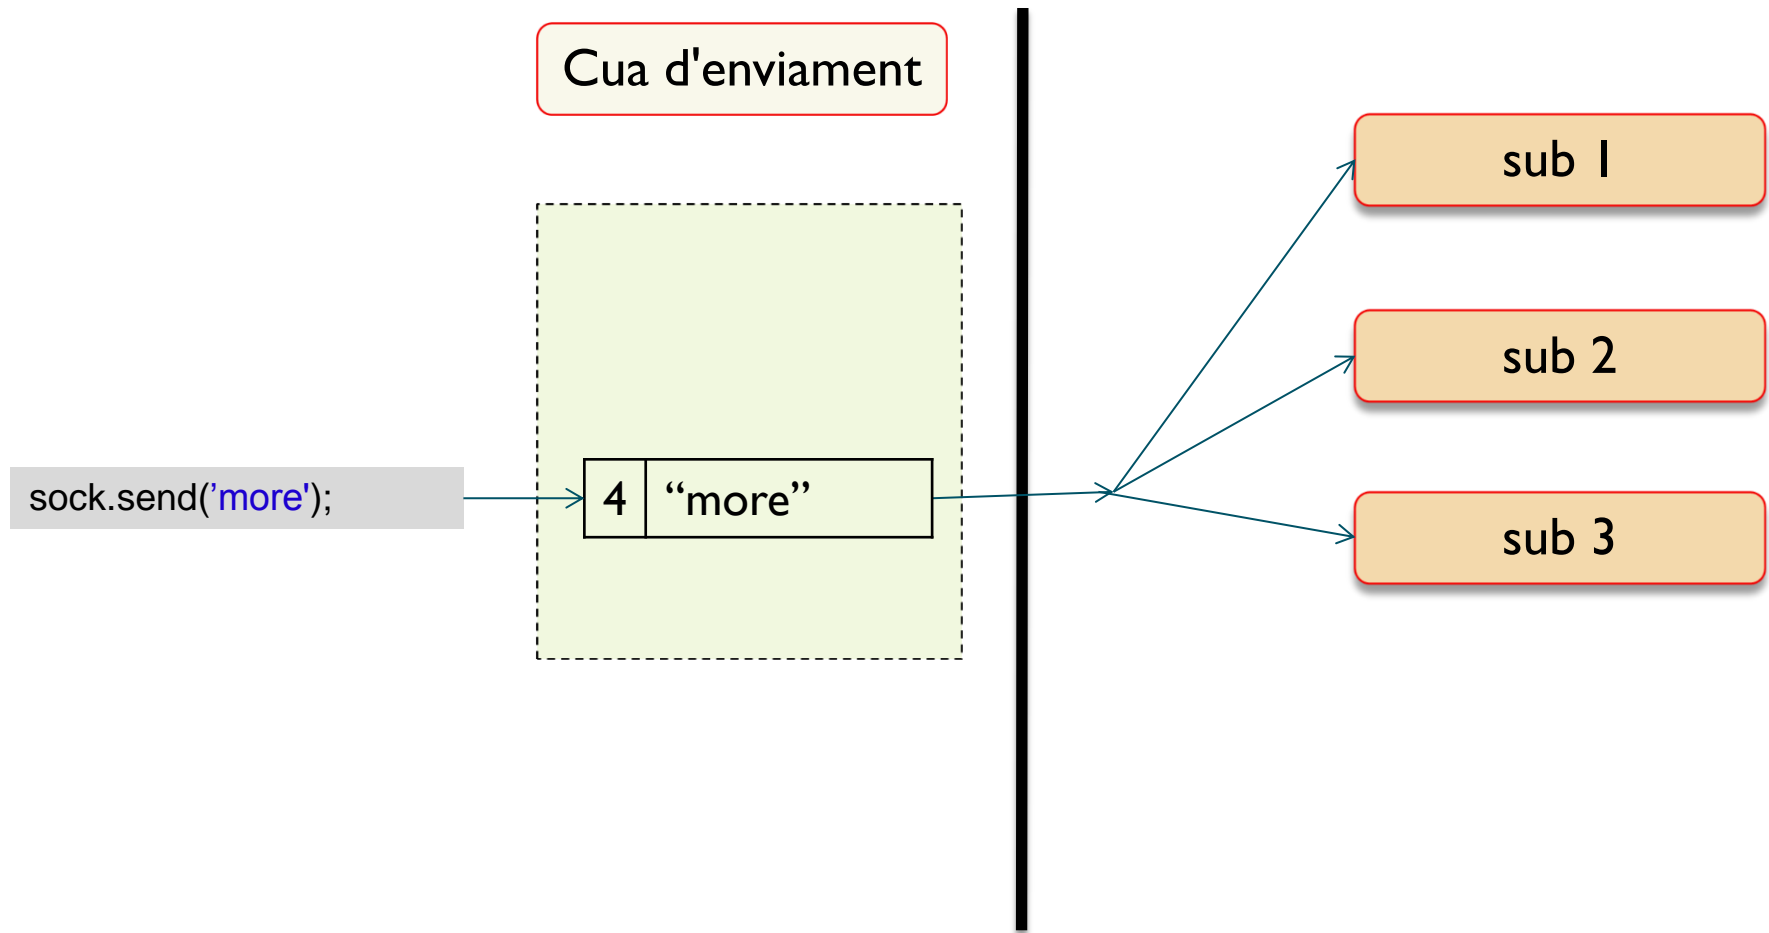 Cua d'enviament
sub 1
sub 2
sock.send(’more');
4 “more”
sub 3